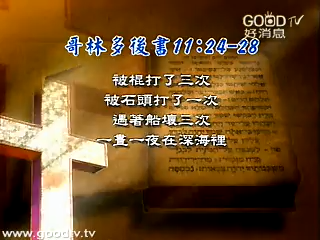 GOOD TV
好消息
哥林多後書11:24-28
被棍打了三次
被石頭打了一次
遇著船壞三次
一晝一夜在深海裡
www.goodtv.tv